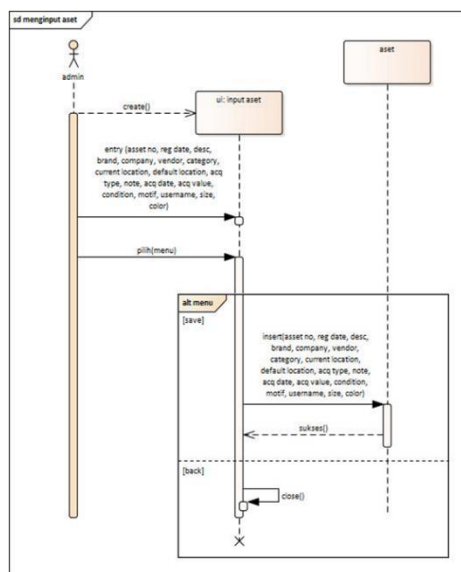 sd menginput aset
admin
aset
ui: input aset
create()
entry (asset no, reg date, desc,
brand, company, vendor, category,
current location, default location, acq
type, note, acq date, acq value,
condition, motif, username, size,
color)
pilih(menu)
alt menu
[save]
insert(asset no, reg date, desc,
brand, company, vendor,
category, current location,
default location, acq type, note,
acq date, acq value, condition,
motif, username, size, color)
sukses()
[back]
close()